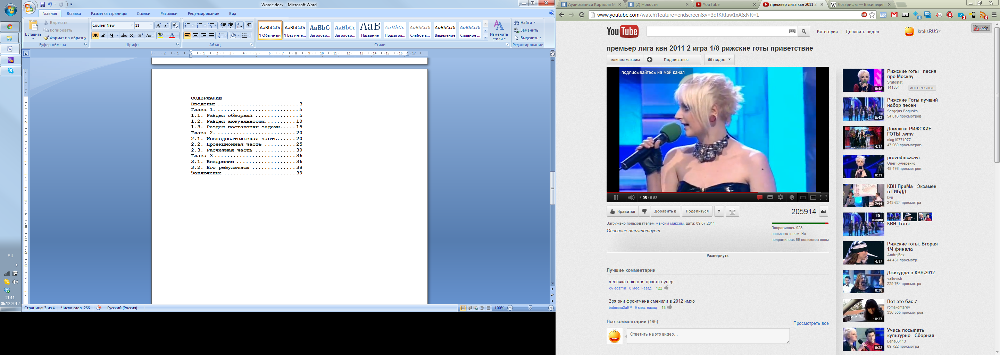 Worde.docx - Microsoft Word
Главная
Вставка
Разметка страницы
Ссылки
Рассылки
Рецензирование
Вид
Вставить
Вырезать
Копировать
Формат по образцу
Буфер обмена
Courier New
11
Ж К Ч abc x₂ x² Aa
Шрифт
Абзац
AaBbCcDc
¶ Обычный
AaBbCcDc
¶ Без инте...
AaBbC
Заголово...
AaBbCc
Заголово...
AaB
Название
AaBbCc.
Подзагол...
AaBbCcDc
Слабое в...
AaBbCcDc
Выделение
AaBbCcDc
Сильное ...
Изменить стили
Стили
Найти
Заменить
Выделить
Редактирование
СОДЕРЖАНИЕ
Введение ..........................3
Глава 1. ..........................5
1.1. Раздел обзорный ..............5
1.2. Раздел актуальности..........10
1.3. Раздел постановки задачи.....15
Глава 2. .........................20
2.1. Исследовательская часть......20
2.2. Проекционная часть ..........25
2.3. Расчетная часть .............30
Глава 3 ..........................36
3.1. Внедрение ...................36
3.2. Его результаты ..............38
Заключение .......................39
RU
21:11
06.12.2012
Страница: 3 из 4
Число слов: 266
Русский (Россия)
100%
Аудиозаписи Кирилла М
(2) Новости
YouTube
премьер лига квн 2011 2
Логарифм — Википедия
www.youtube.com/watch?feature=endscreen&v=3dtKRtuw1xA&NR=1
YouTube
Категории
Добавить видео
kroksRUS
Help
премьер лига квн 2011 2 игра 1/8 рижские готы приветствие
максим максим
Подписаться
60 видео
подписывайтесь на мой канал
4:05 / 5:58
Нравится
Добавить в
Поделиться
205914
Загружено пользователем максим максим, дата: 09.07.2011
Описание отсутствует.
Понравилось 928
пользователям, Не
понравилось 55 пользователям
Развернуть
Лучшие комментарии
девочка поющая просто супер
xViedzmin 8 мес. назад 122
Зря они фронтмена сменили в 2012 имхо
batmana3aBP 9 мес. назад 13
Все комментарии (196)
Просмотреть все
Ответить на это видео...
Рижские готы - песня
про Москву
Sratostat
141534 ИНТЕРЕСНЫЕ
0:46
Рижские Готы лучший
набор песен
Sergejus Bogusko
54 016 просмотров
5:43
Домашка РИЖСКИЕ
ГОТЫ .wmv
oleg19771977
47 060 просмотров
4:17
provodnica.avi
Олег Кучеренко
48 476 просмотров
0:31
КВН ПриМа - Экзамен
в ГИБДД
kvn
243 624 просмотра
7:11
10
видео
КВН_Готы
Рижские готы. Вторая
1/4 финала
AndrejFox
44 431 просмотр
4:17
Джигурда в КВН-2012
valtovich
229 764 просмотра
8:30
Вот это бас ♪
romakontarev
336 505 просмотров
0:27
Учись посылать
культурно - Сборная
Lena66113
69 722 просмотра
0:33